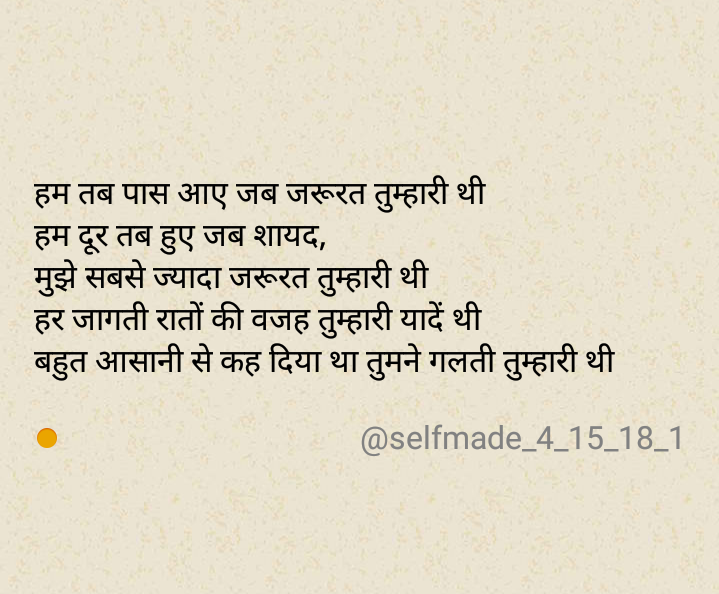 हम तब पास आए जब जरूरत तुम्हारी थी
हम दूर तब हुए जब शायद,
मुझे सबसे ज्यादा जरूरत तुम्हारी थी
हर जागती रातों की वजह तुम्हारी यादें थी
बहुत आसानी से कह दिया था तुमने गलती तुम्हारी थी
@selfmade_4_15_18_1